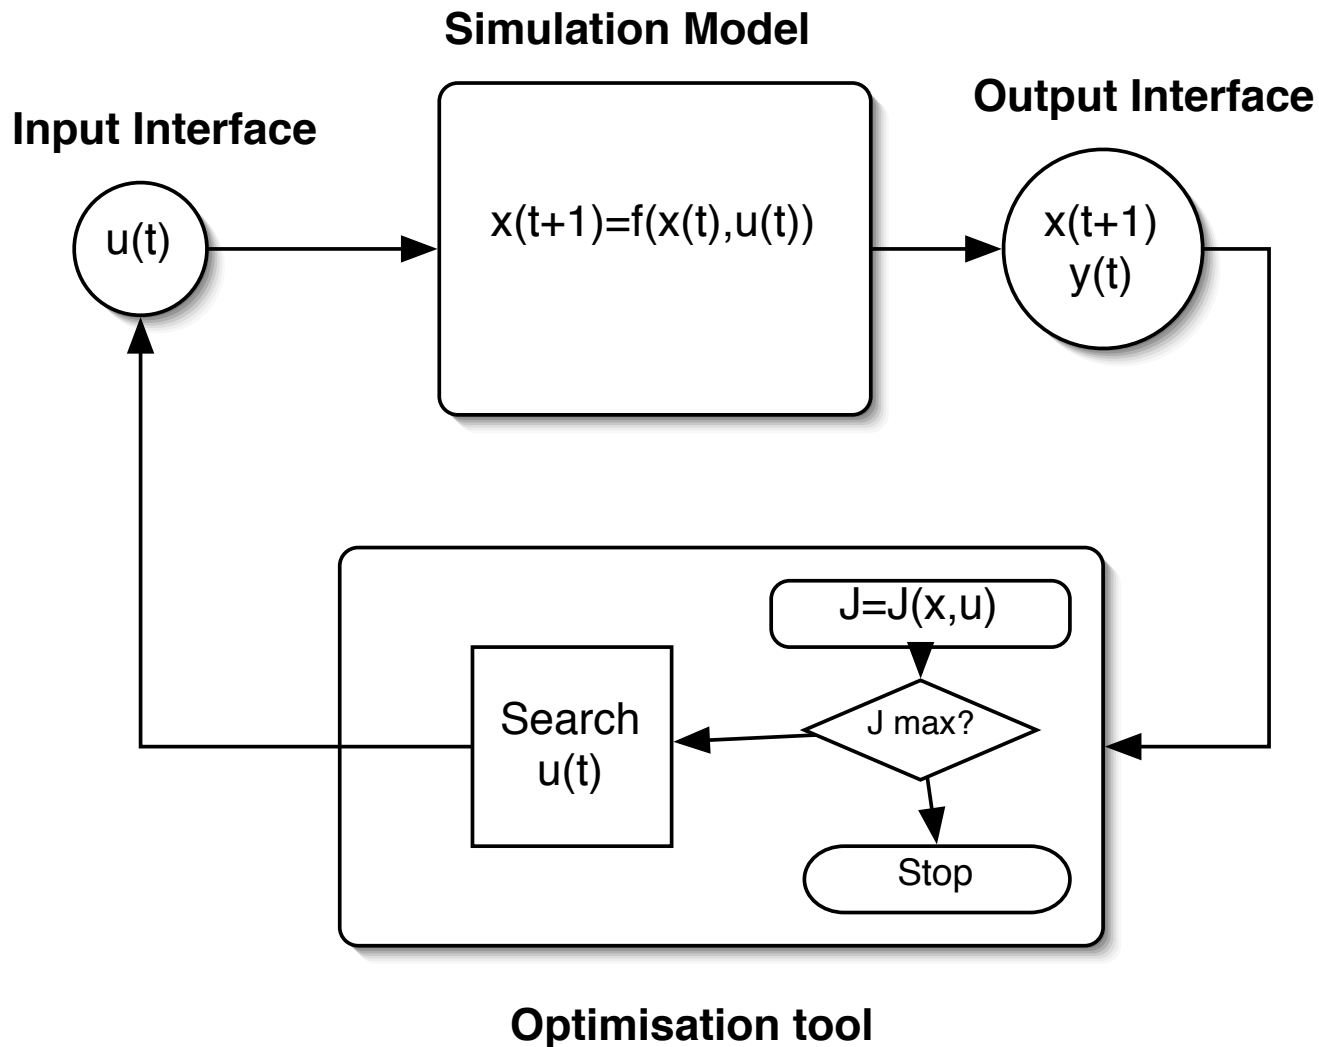 Simulation Model
Output Interface
Input Interface
u(t)
x(t+1)=f(x(t),u(t))
x(t+1)
y(t)
J=J(x,u)
J max?
Search
u(t)
Stop
Optimisation tool